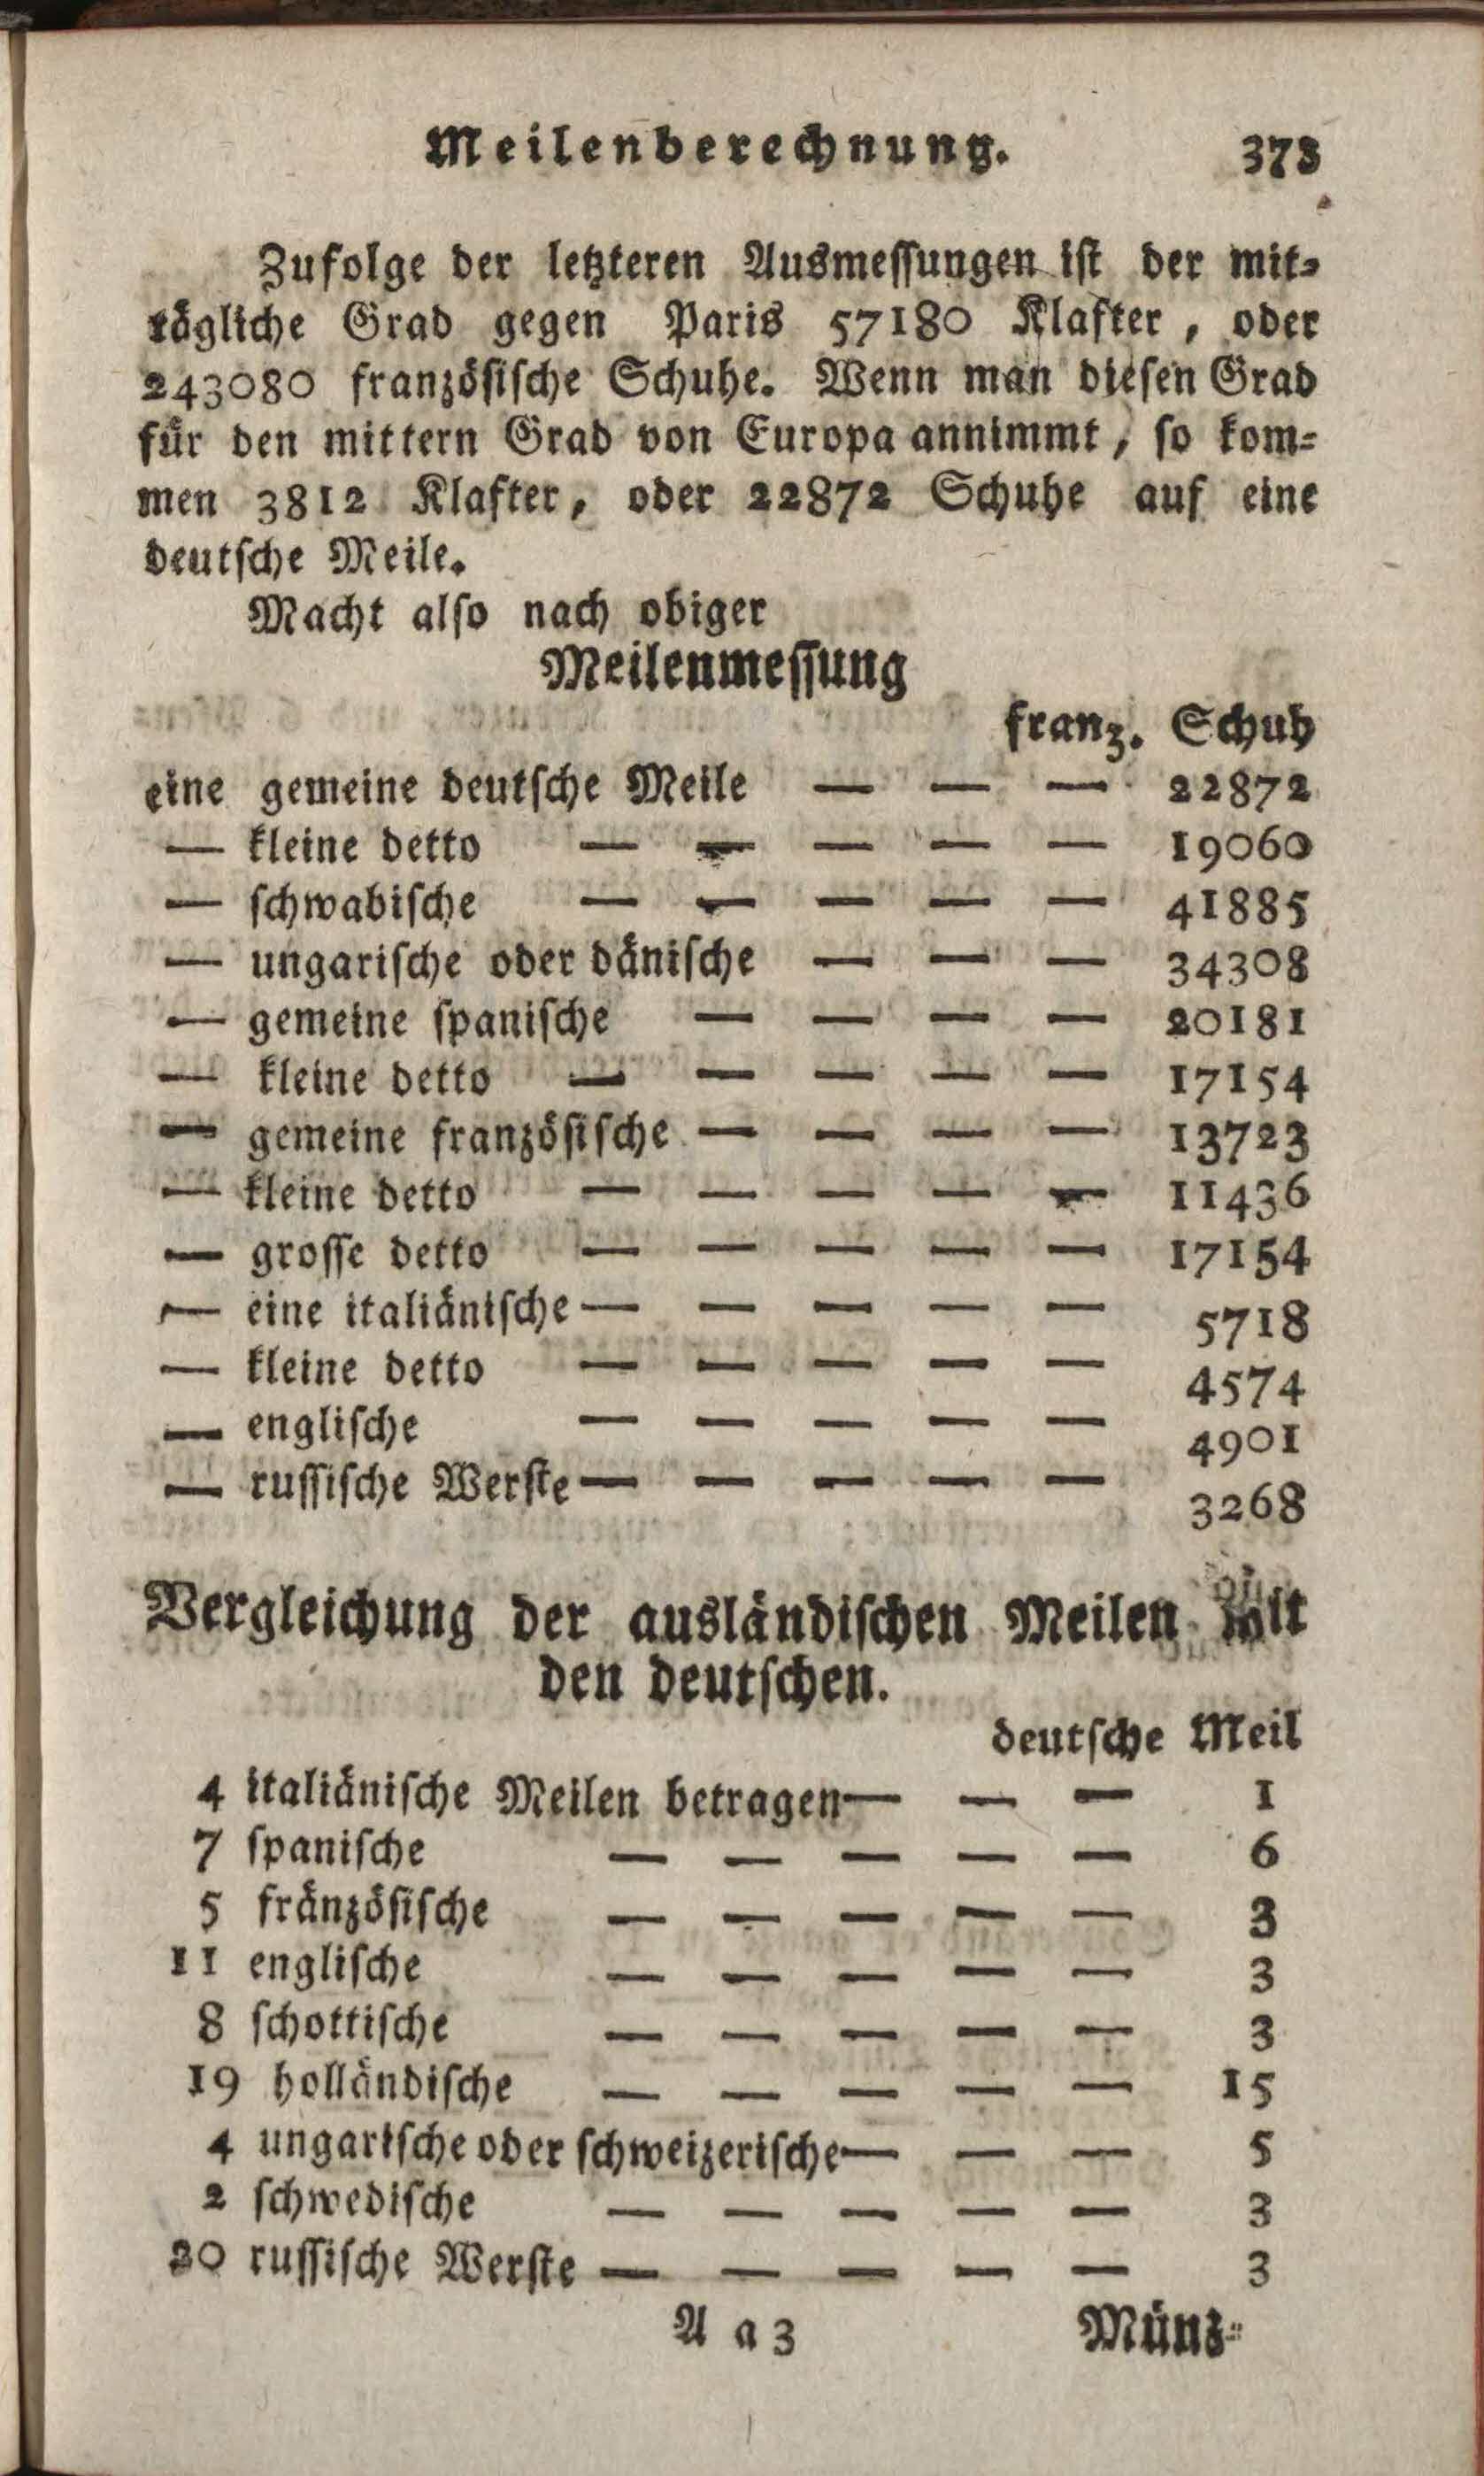 Meilenberechnung. 373
Zufolge der letzteren Ausmessungen ist der mit-
tägliche Grad gegen Paris 57180 Klafter, oder
243080 französische Schuhe. Wenn man diesen Grad
für den mittern Grad von Europa annimmt, so kom-
men 3812 Klafter, oder 22872 Schuhe auf eine
deutsche Meile.
Macht also nach obiger
Meilenmessung
franz. Schuh
eine gemeine deutsche Meile — — — 22872
— kleine detto — — — — — 19060
— schwabische — — — — — 41885
— ungarische oder dänische — — — 34308
— gemeine spanische — — — — 20181
— kleine detto — — — — — 17154
— gemeine französische — — — — 13723
— kleine detto — — — — — 11436
— grosse detto — — — — — 17154
— eine italiänische — — — — — 5718
— kleine detto — — — — — 4574
— englische — — — — — 4901
— russische Werste — — — — — 3268
Vergleichung der ausländischen Meilen mit
den deutschen.
deutsche Meil
4 italiänische Meilen betragen — — — 1
7 spanische — — — — — 6
5 fränzösische — — — — — 3
11 englische — — — — — 3
8 schottische — — — — — 3
19 holländische — — — — — 15
4 ungarische oder schweizerische — — — 5
2 schwedische — — — — — 3
20 russische Werste — — — — — 3
A a 3 Münz-